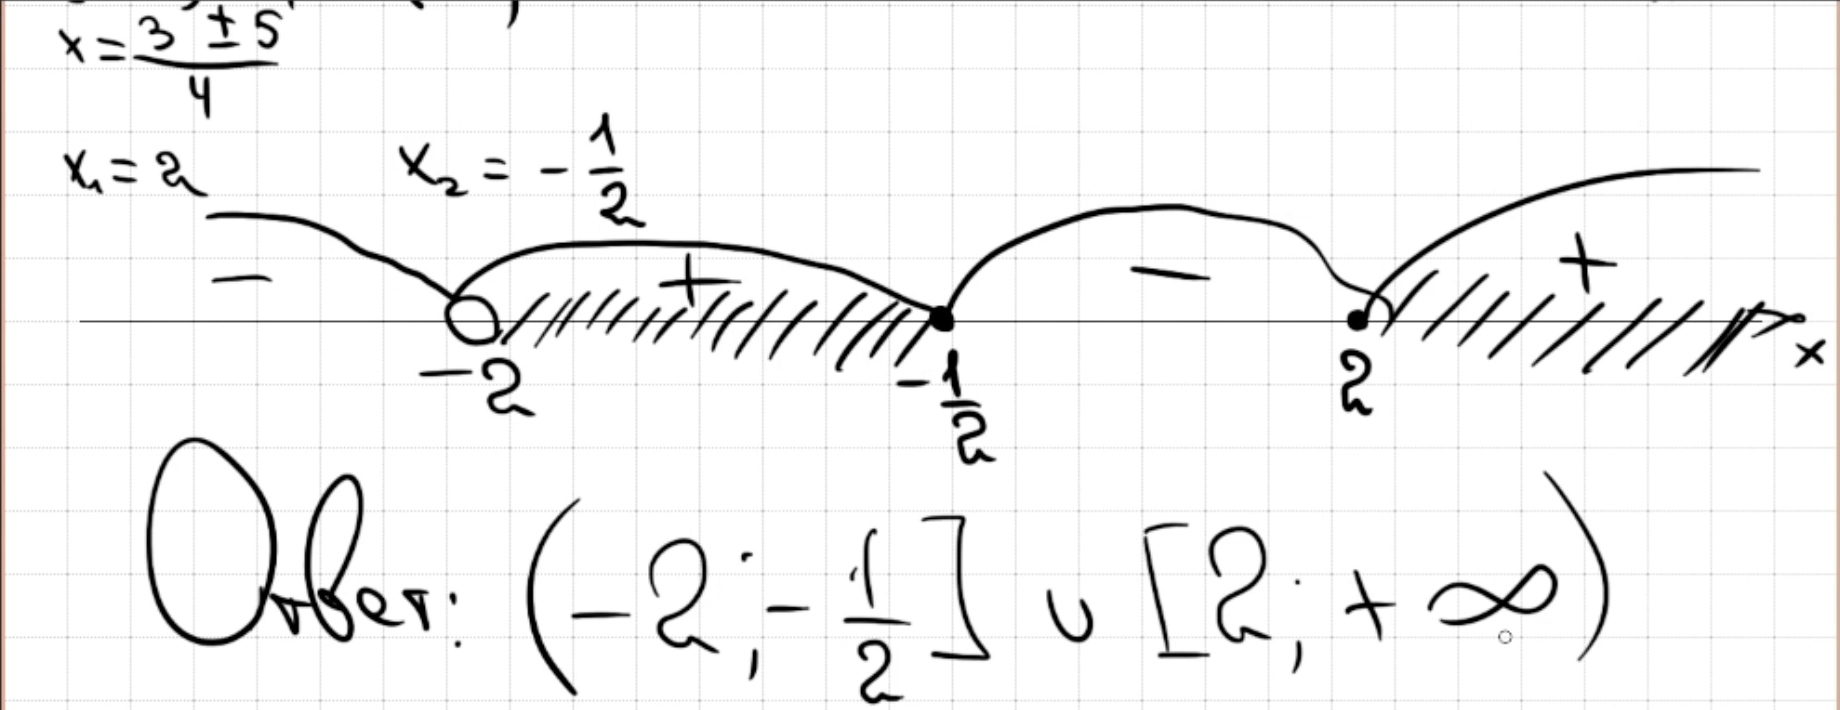 x = (3 ± 5)/4
x₁ = 2 x₂ = - 1/2
- + - +
-2 - 1/2 2 x
Ответ: (-2; - 1/2] ∪ [2; +∞)